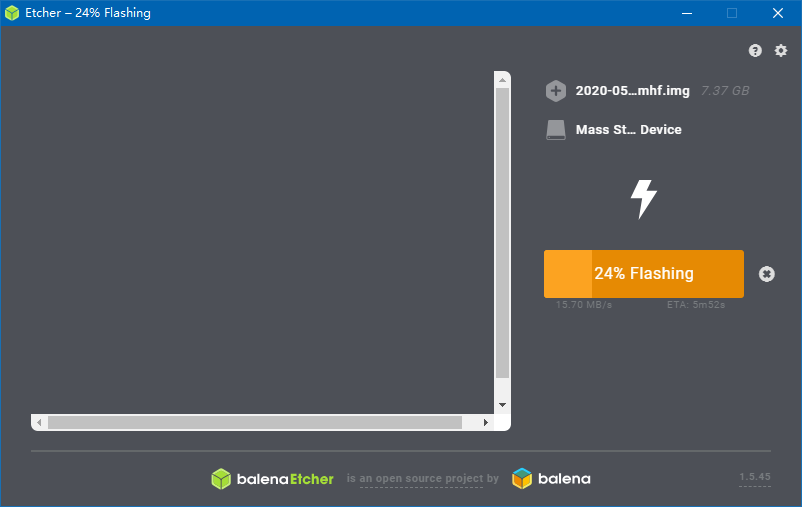 Etcher – 24% Flashing
2020-05...mhf.img 7.37 GB
Mass St... Device
24% Flashing
15.70 MB/s ETA: 5m52s
balenaEtcher is an open source project by balena 1.5.45